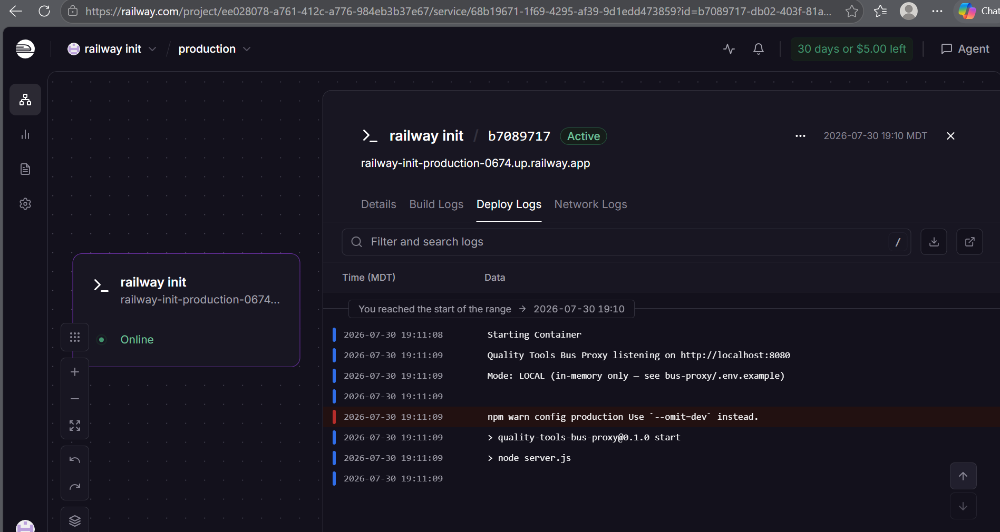 https://railway.com/project/ee028078-a761-412c-a776-984eb3b37e67/service/68b19671-1f69-4295-af39-9d1edd473859?id=b7089717-db02-403f-81a... Chat
railway init / production 30 days or $5.00 left Agent
>_ railway init / b7089717 Active ... 2026-07-30 19:10 MDT
railway-init-production-0674.up.railway.app
Details Build Logs Deploy Logs Network Logs
Filter and search logs /
Time (MDT) Data
You reached the start of the range → 2026-07-30 19:10
2026-07-30 19:11:08 Starting Container
2026-07-30 19:11:09 Quality Tools Bus Proxy listening on http://localhost:8080
2026-07-30 19:11:09 Mode: LOCAL (in-memory only — see bus-proxy/.env.example)
2026-07-30 19:11:09
2026-07-30 19:11:09 npm warn config production Use `--omit=dev` instead.
2026-07-30 19:11:09 > quality-tools-bus-proxy@0.1.0 start
2026-07-30 19:11:09 > node server.js
2026-07-30 19:11:09
>_ railway init
railway-init-production-0674...
Online